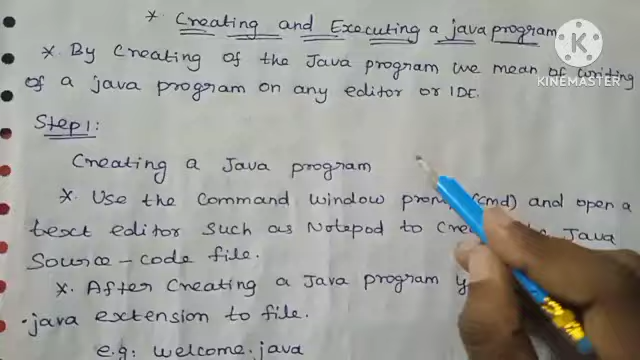 * Creating and Executing a java program
* By creating of the Java program we mean of writing
of a java program on any editor or IDE.
KINEMASTER
Step1:
Creating a Java program
* Use the Command window (cmd) and open a
text editor such as Notepad to Java
Source-code file.
* After creating a Java program
.java extension to file.
e.g: welcome.java